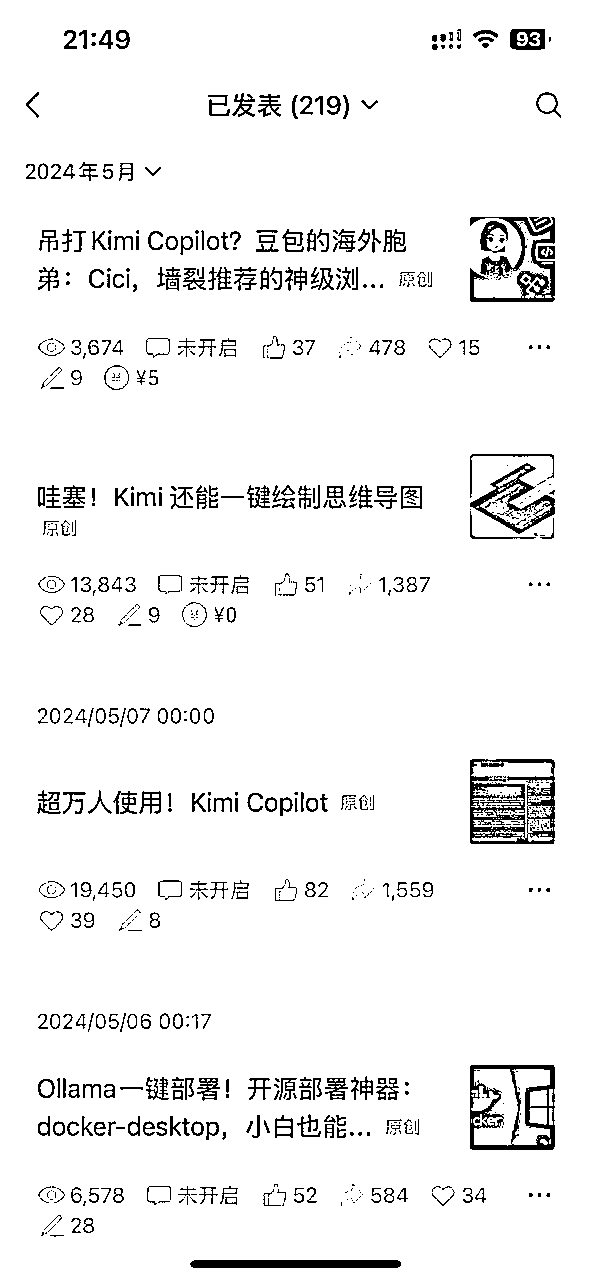 21:49
93
已发表 (219)
2024年5月
吊打Kimi Copilot？豆包的海外胞
弟：Cici，墙裂推荐的神级浏... 原创
3,674 未开启 37 478 15
9 ¥5
哇塞！Kimi 还能一键绘制思维导图
原创
13,843 未开启 51 1,387
28 9 ¥0
2024/05/07 00:00
超万人使用！Kimi Copilot 原创
19,450 未开启 82 1,559
39 8
2024/05/06 00:17
Ollama一键部署！开源部署神器：
docker-desktop，小白也能... 原创
6,578 未开启 52 584 34
28